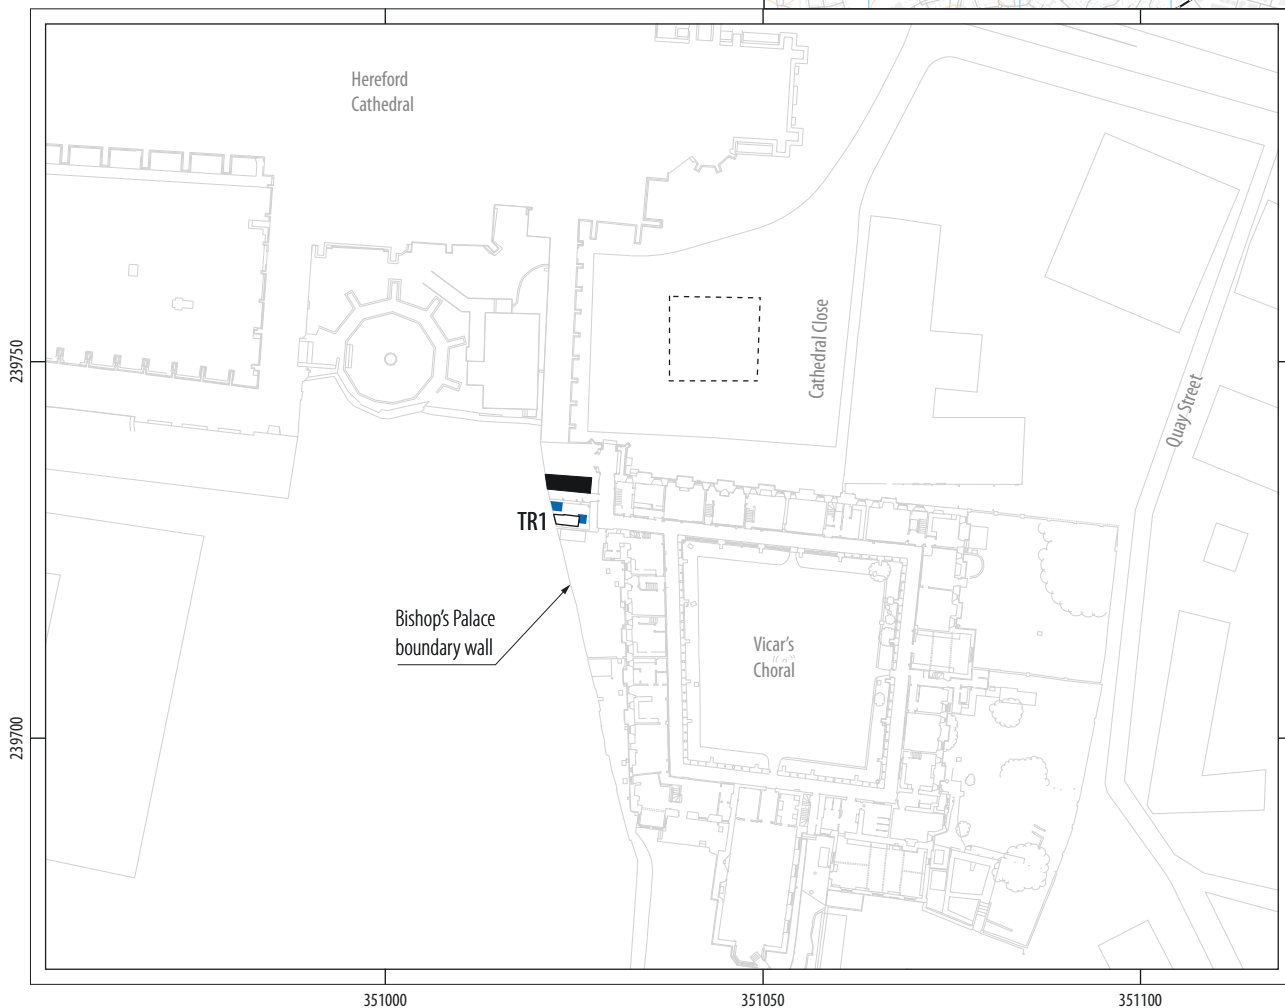 Hereford
Cathedral
239750
Cathedral Close
Quay Street
TR1
Bishop's Palace
boundary wall
Vicar's
Choral
239700
351000
351050
351100